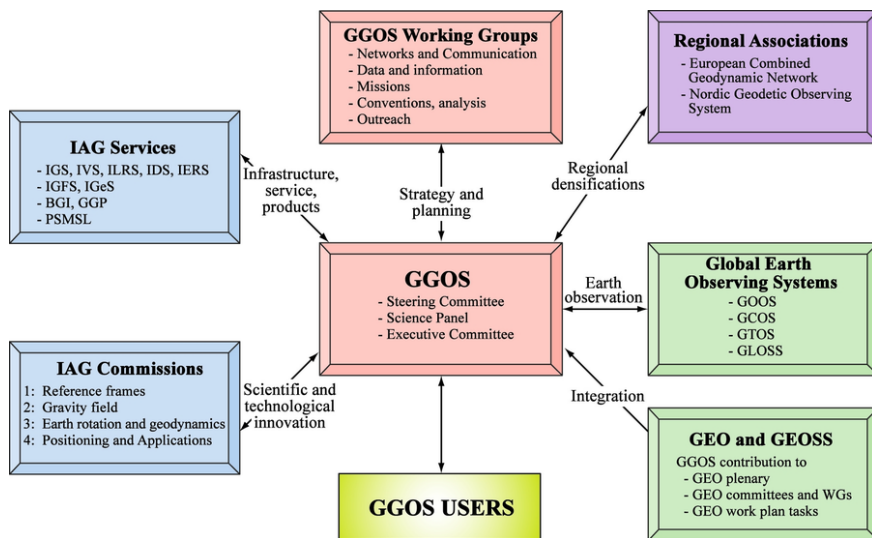 GGOS Working Groups
- Networks and Communication
- Data and information
- Missions
- Conventions, analysis
- Outreach
Regional Associations
- European Combined
Geodynamic Network
- Nordic Geodetic Observing
System
IAG Services
- IGS, IVS, ILRS, IDS, IERS
- IGFS, IGeS
- BGI, GGP
- PSMSL
Infrastructure,
service,
products
Strategy and
planning
Regional
densifications
GGOS
- Steering Committee
- Science Panel
- Executive Committee
Earth
observation
Global Earth
Observing Systems
- GOOS
- GCOS
- GTOS
- GLOSS
IAG Commissions
1: Reference frames
2: Gravity field
3: Earth rotation and geodynamics
4: Positioning and Applications
Scientific and
technological
innovation
Integration
GEO and GEOSS
GGOS contribution to
- GEO plenary
- GEO committees and WGs
- GEO work plan tasks
GGOS USERS